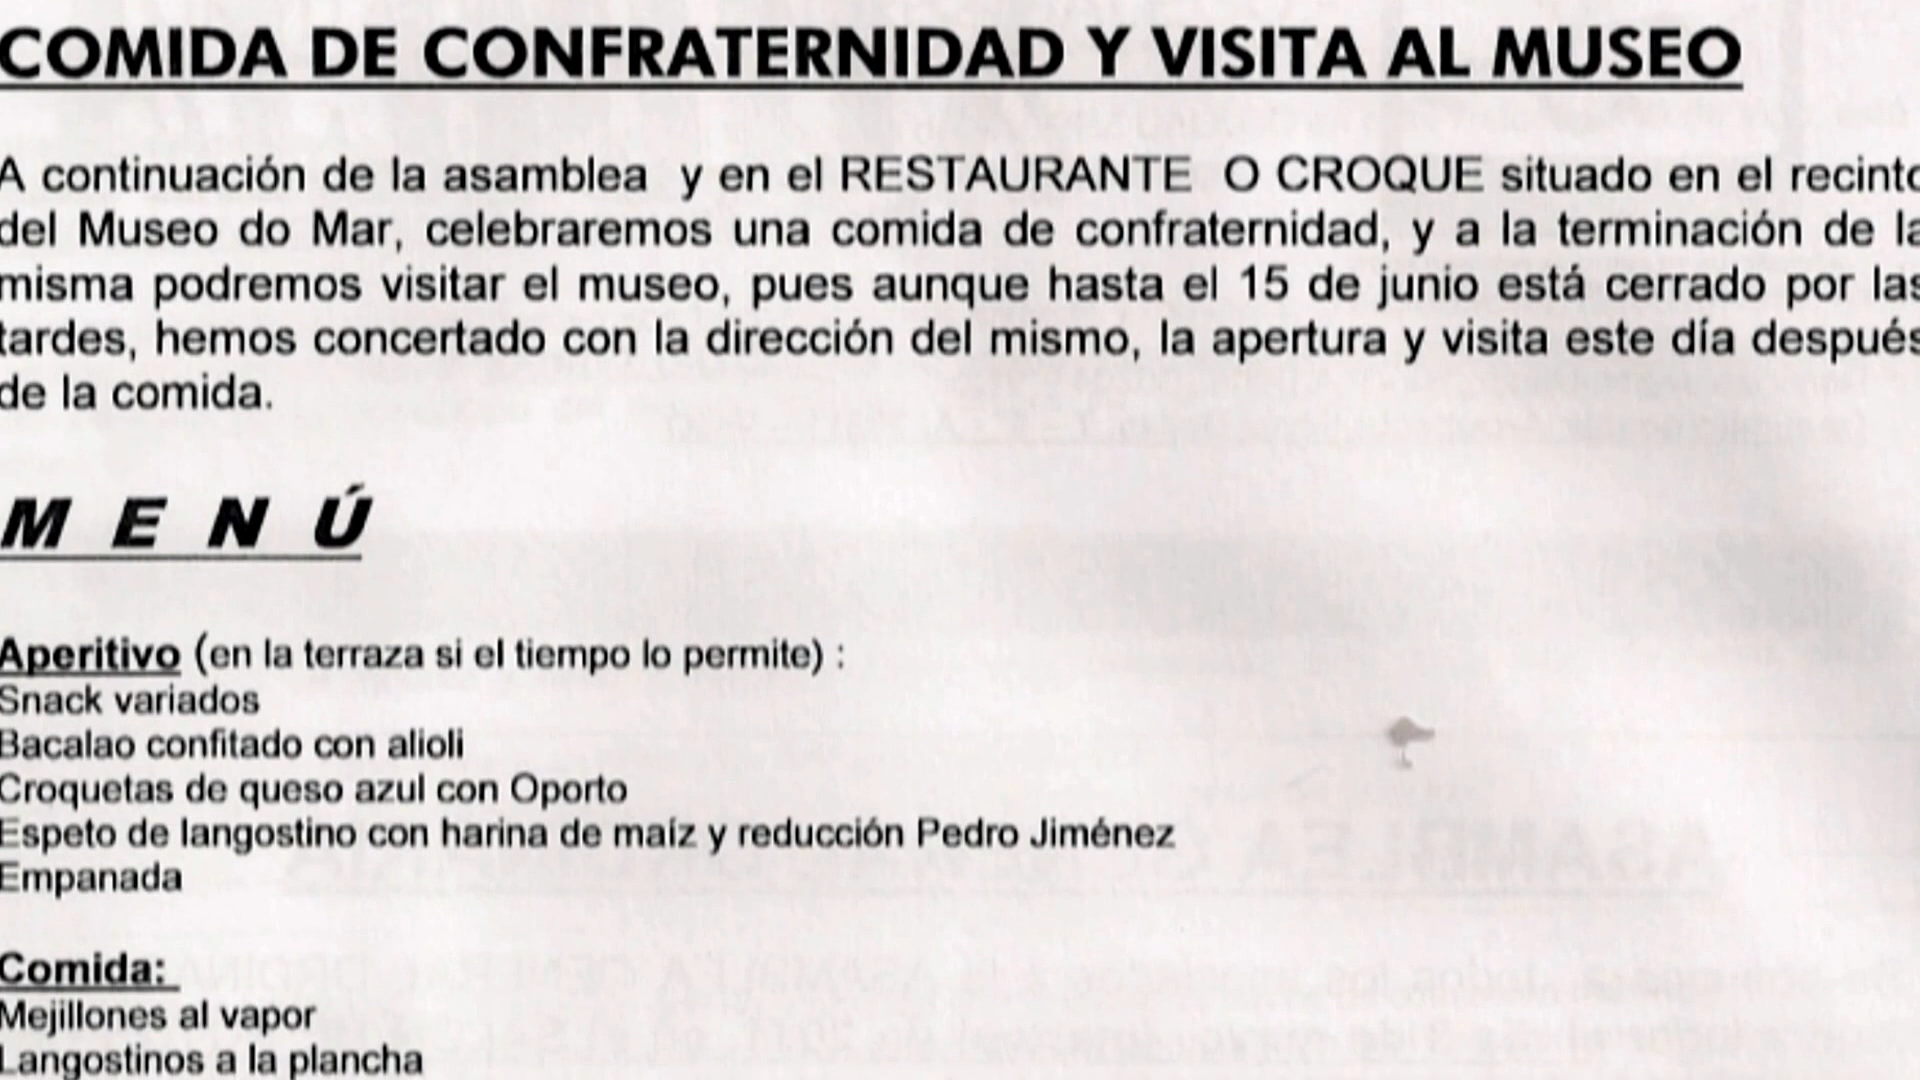 COMIDA DE CONFRATERNIDAD Y VISITA AL MUSEO
A continuación de la asamblea y en el RESTAURANTE O CROQUE situado en el recinto
del Museo do Mar, celebraremos una comida de confraternidad, y a la terminación de la
misma podremos visitar el museo, pues aunque hasta el 15 de junio está cerrado por las
tardes, hemos concertado con la dirección del mismo, la apertura y visita este día después
de la comida.
M E N Ú
Aperitivo (en la terraza si el tiempo lo permite) :
Snack variados
Bacalao confitado con alioli
Croquetas de queso azul con Oporto
Espeto de langostino con harina de maíz y reducción Pedro Jiménez
Empanada
Comida:
Mejillones al vapor
Langostinos a la plancha